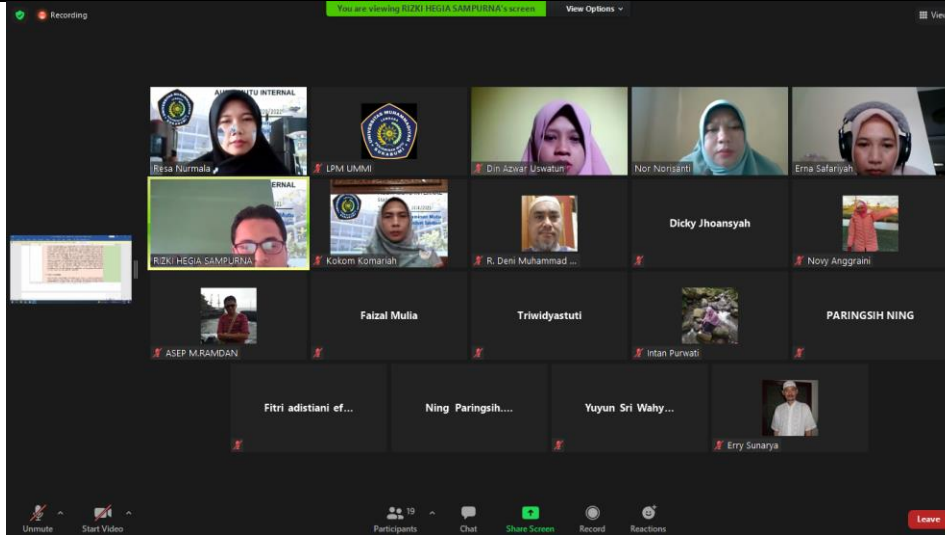 Recording
You are viewing RIZKI HEGIA SAMPURNA's screen
View Options
View
INTERNAL
Resa Nurmala
LPM UMMI
Din Azwar Uswatun
Nor Norisanti
Erna Safariyah
ERNAL
RIZKI HEGIA SAMPURNA
Kokom Komariah
R. Deni Muhammad ...
Dicky Jhoansyah
Novy Anggraini
ASEP M.RAMDAN
Faizal Mulia
Triwidyastuti
Intan Purwati
PARINGSIH NING
Fitri adistiani ef...
Ning Paringsih....
Yuyun Sri Wahy...
Erry Sunarya
Unmute
Start Video
19
Participants
Chat
Share Screen
Record
Reactions
Leave